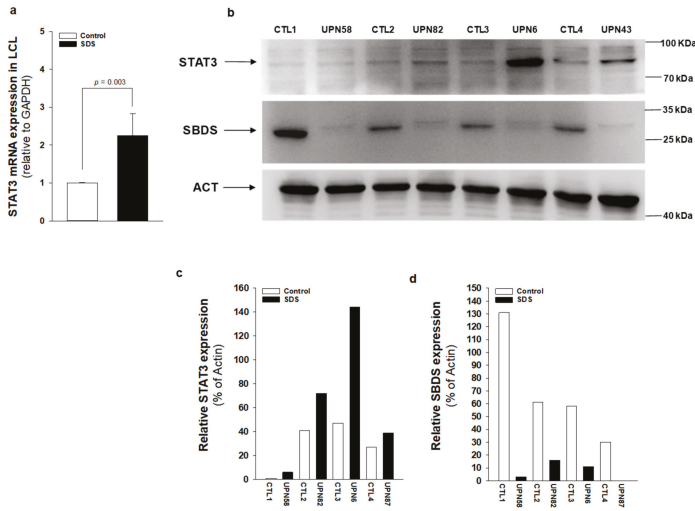 a
Control
SDS
STAT3 mRNA expression in LCL
(relative to GAPDH)
p = 0.003
5
4
3
2
1
0
b
CTL1 UPN58 CTL2 UPN82 CTL3 UPN6 CTL4 UPN43
STAT3
100 KDa
70 KDa
SBDS
35 KDa
25 KDa
ACT
40 KDa
c
Control
SDS
Relative STAT3 expression
(% of Actin)
160
140
120
100
80
60
40
20
0
CTL1
UPN58
CTL2
UPN82
CTL3
UPN6
CTL4
UPN87
d
Control
SDS
Relative SBDS expression
(% of Actin)
150
140
130
120
110
100
90
80
70
60
50
40
30
20
10
0
CTL1
UPN58
CTL2
UPN82
CTL3
UPN6
CTL4
UPN87